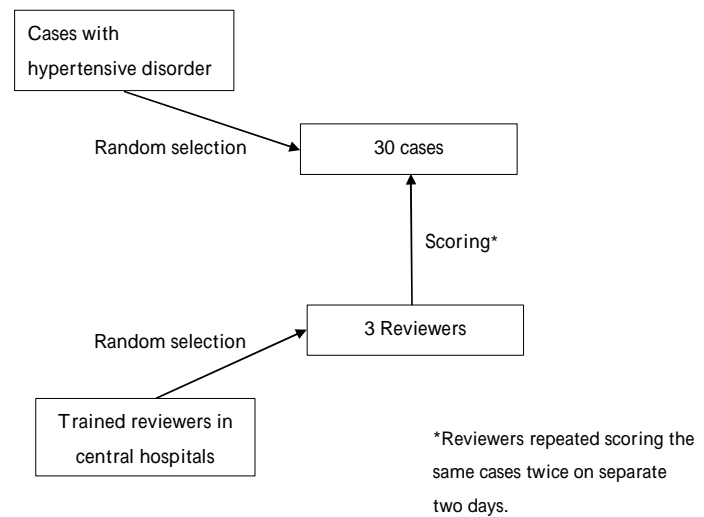 Cases with
hypertensive disorder
Random selection
30 cases
Scoring*
3 Reviewers
Random selection
Trained reviewers in
central hospitals
*Reviewers repeated scoring the
same cases twice on separate
two days.